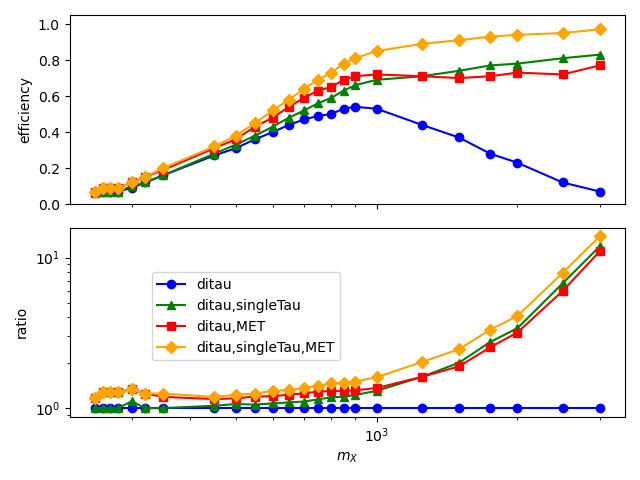 1.0
0.8
0.6
0.4
0.2
0.0
efficiency
10¹
10⁰
ratio
ditau
ditau,singleTau
ditau,MET
ditau,singleTau,MET
10³
m_X